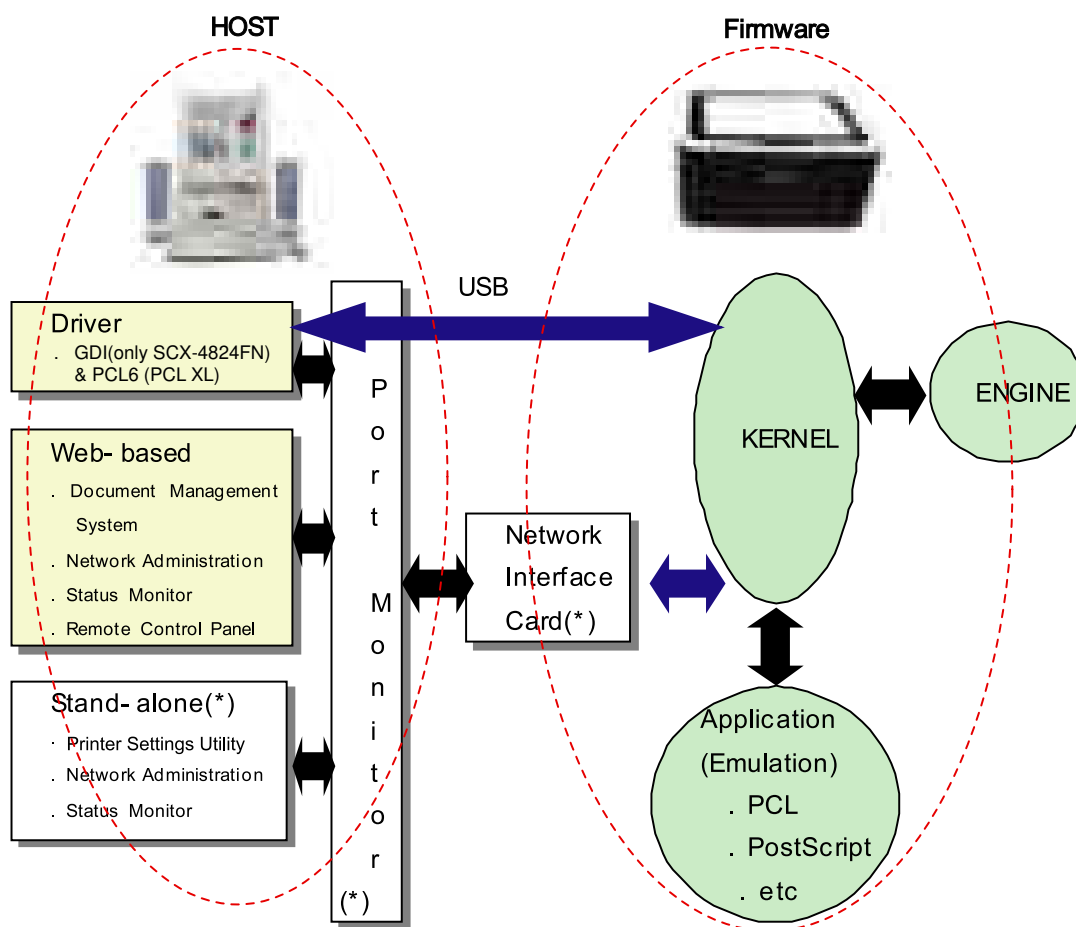 HOST
Firmware
USB
Driver
. GDI(only SCX-4824FN)
& PCL6 (PCL XL)
Web- based
. Document Management
System
. Network Administration
. Status Monitor
. Remote Control Panel
Stand- alone(*)
. Printer Settings Utility
. Network Administration
. Status Monitor
Port Monitor
(*)
Network
Interface
Card(*)
KERNEL
ENGINE
Application
(Emulation)
. PCL
. PostScript
. etc